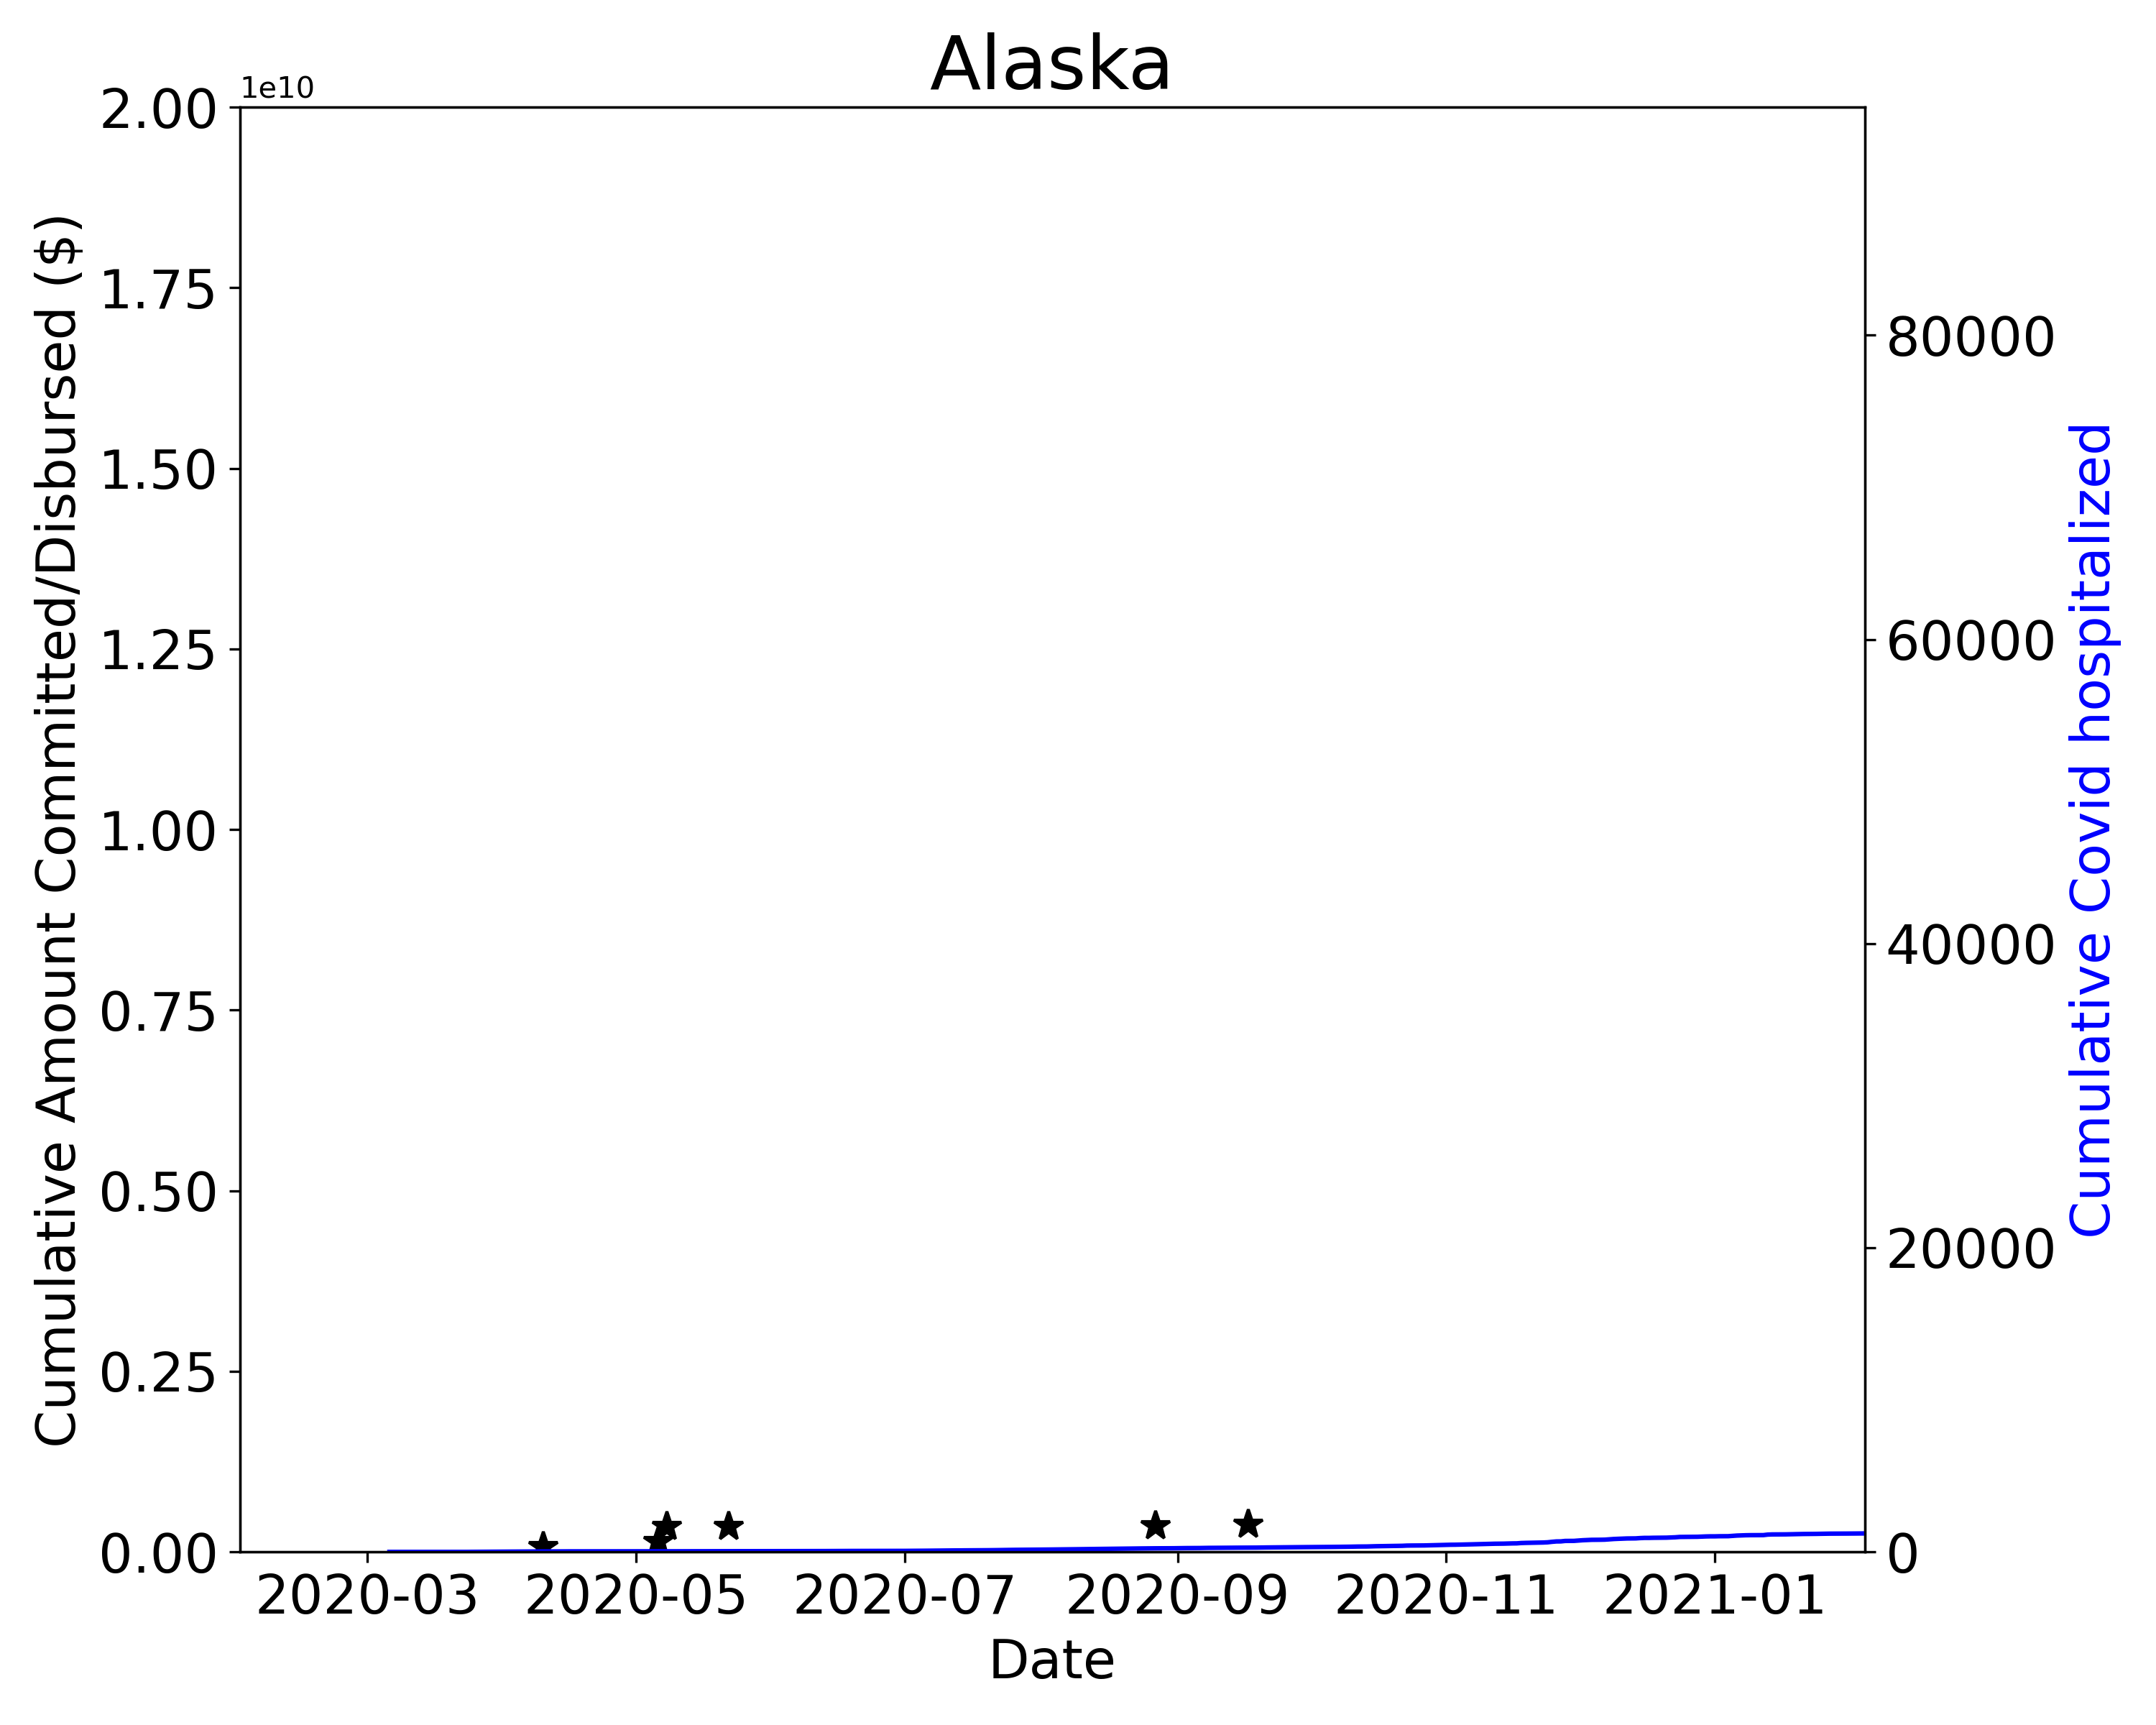 Alaska
1e10
2.00
1.75
1.50
1.25
1.00
0.75
0.50
0.25
0.00
Cumulative Amount Committed/Disbursed ($)
80000
60000
40000
20000
0
Cumulative Covid hospitalized
2020-03 2020-05 2020-07 2020-09 2020-11 2021-01
Date